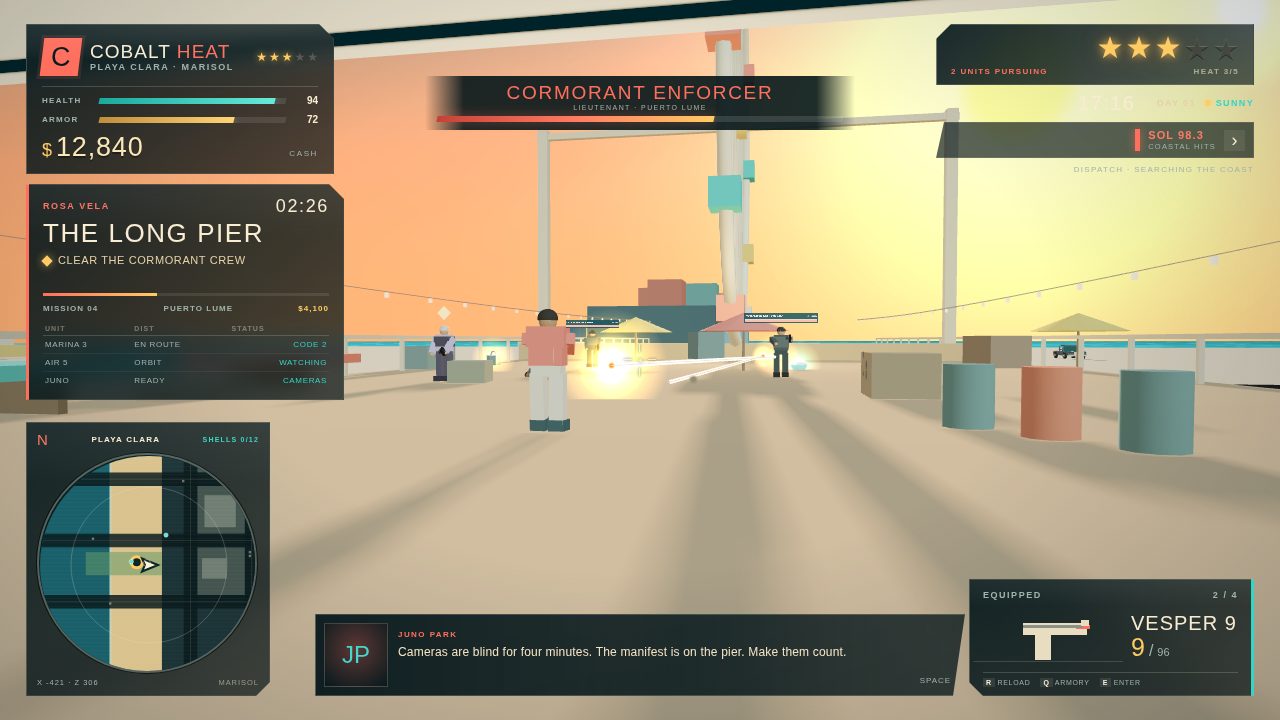 C
COBALT HEAT
PLAYA CLARA · MARISOL
HEALTH 94
ARMOR 72
$ 12,840 CASH
CORMORANT ENFORCER
LIEUTENANT · PUERTO LUME
2 UNITS PURSUING HEAT 3/5
17:16 DAY 01 SUNNY
SOL 98.3
COASTAL HITS
›
DISPATCH · SEARCHING THE COAST
ROSA VELA 02:26
THE LONG PIER
CLEAR THE CORMORANT CREW
MISSION 04 PUERTO LUME $4,100
UNIT DIST STATUS
MARINA 3 EN ROUTE CODE 2
AIR 5 ORBIT WATCHING
JUNO READY CAMERAS
N PLAYA CLARA SHELLS 0/12
X -421 · Z 306 MARISOL
JP
JUNO PARK
Cameras are blind for four minutes. The manifest is on the pier. Make them count.
SPACE
EQUIPPED 2 / 4
VESPER 9
9 / 96
R RELOAD Q ARMORY E ENTER